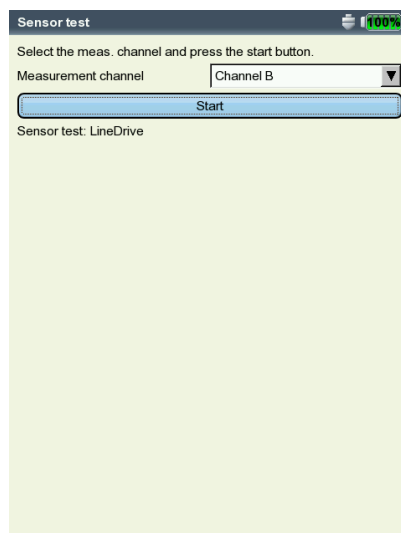 Sensor test
100%
Select the meas. channel and press the start button.
Measurement channel Channel B
Start
Sensor test: LineDrive